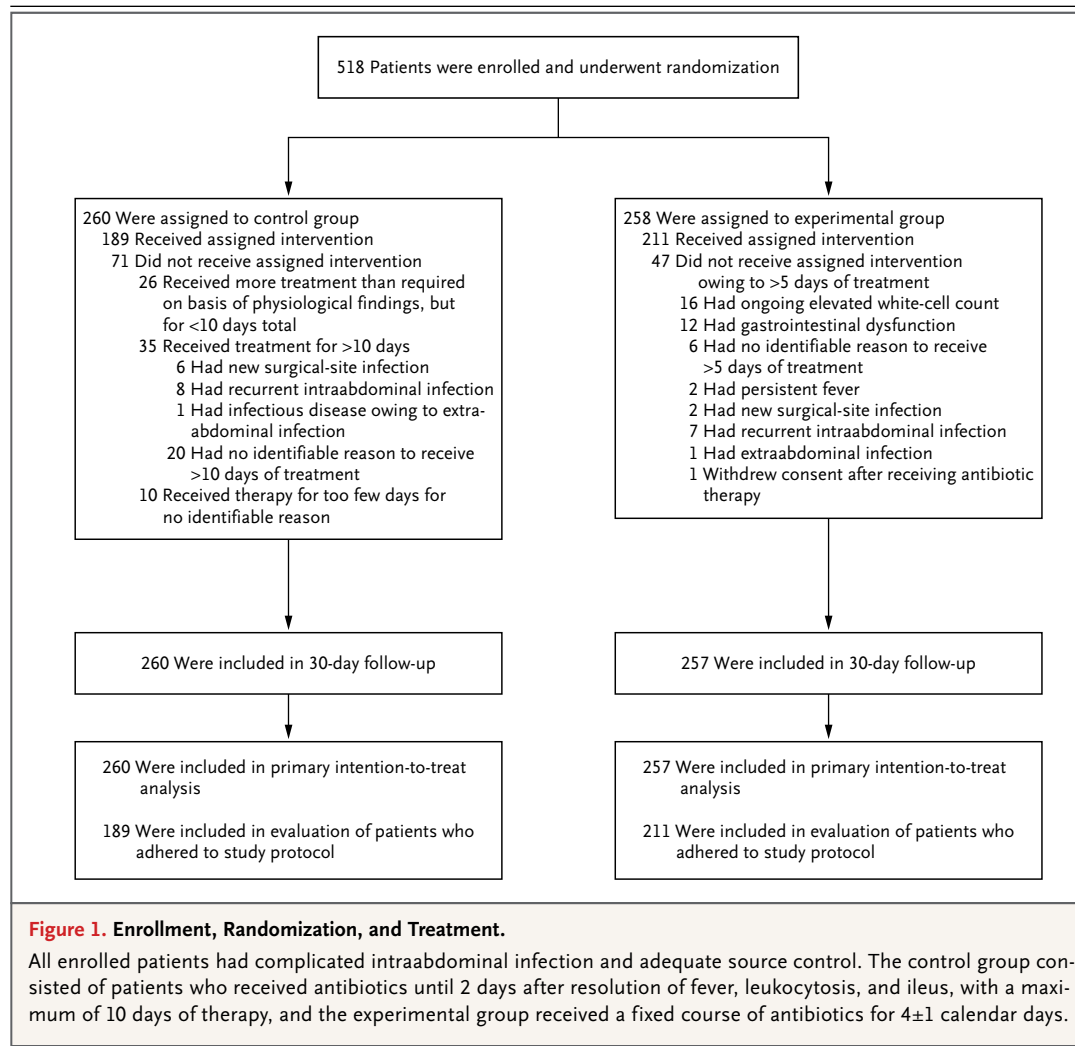 518 Patients were enrolled and underwent randomization
260 Were assigned to control group
189 Received assigned intervention
71 Did not receive assigned intervention
26 Received more treatment than required
on basis of physiological findings, but
for <10 days total
35 Received treatment for >10 days
6 Had new surgical-site infection
8 Had recurrent intraabdominal infection
1 Had infectious disease owing to extra-
abdominal infection
20 Had no identifiable reason to receive
>10 days of treatment
10 Received therapy for too few days for
no identifiable reason
258 Were assigned to experimental group
211 Received assigned intervention
47 Did not receive assigned intervention
owing to >5 days of treatment
16 Had ongoing elevated white-cell count
12 Had gastrointestinal dysfunction
6 Had no identifiable reason to receive
>5 days of treatment
2 Had persistent fever
2 Had new surgical-site infection
7 Had recurrent intraabdominal infection
1 Had extraabdominal infection
1 Withdrew consent after receiving antibiotic
therapy
260 Were included in 30-day follow-up
257 Were included in 30-day follow-up
260 Were included in primary intention-to-treat
analysis
189 Were included in evaluation of patients who
adhered to study protocol
257 Were included in primary intention-to-treat
analysis
211 Were included in evaluation of patients who
adhered to study protocol
Figure 1. Enrollment, Randomization, and Treatment.
All enrolled patients had complicated intraabdominal infection and adequate source control. The control group con-
sisted of patients who received antibiotics until 2 days after resolution of fever, leukocytosis, and ileus, with a maxi-
mum of 10 days of therapy, and the experimental group received a fixed course of antibiotics for 4±1 calendar days.